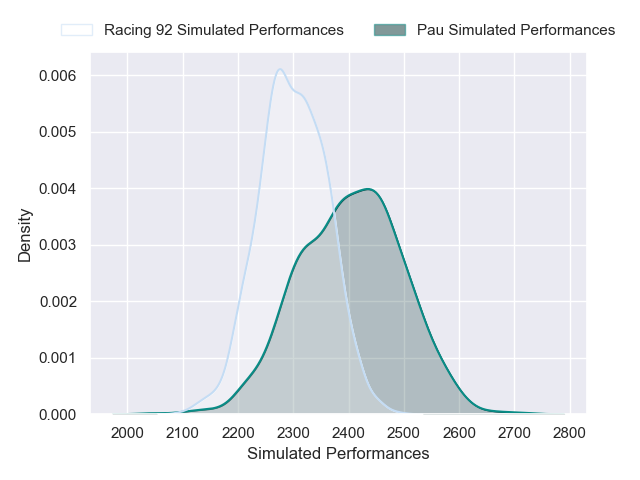 Racing 92 Simulated Performances Pau Simulated Performances
0.006
0.005
0.004
0.003
0.002
0.001
0.000
Density
2000 2100 2200 2300 2400 2500 2600 2700 2800
Simulated Performances